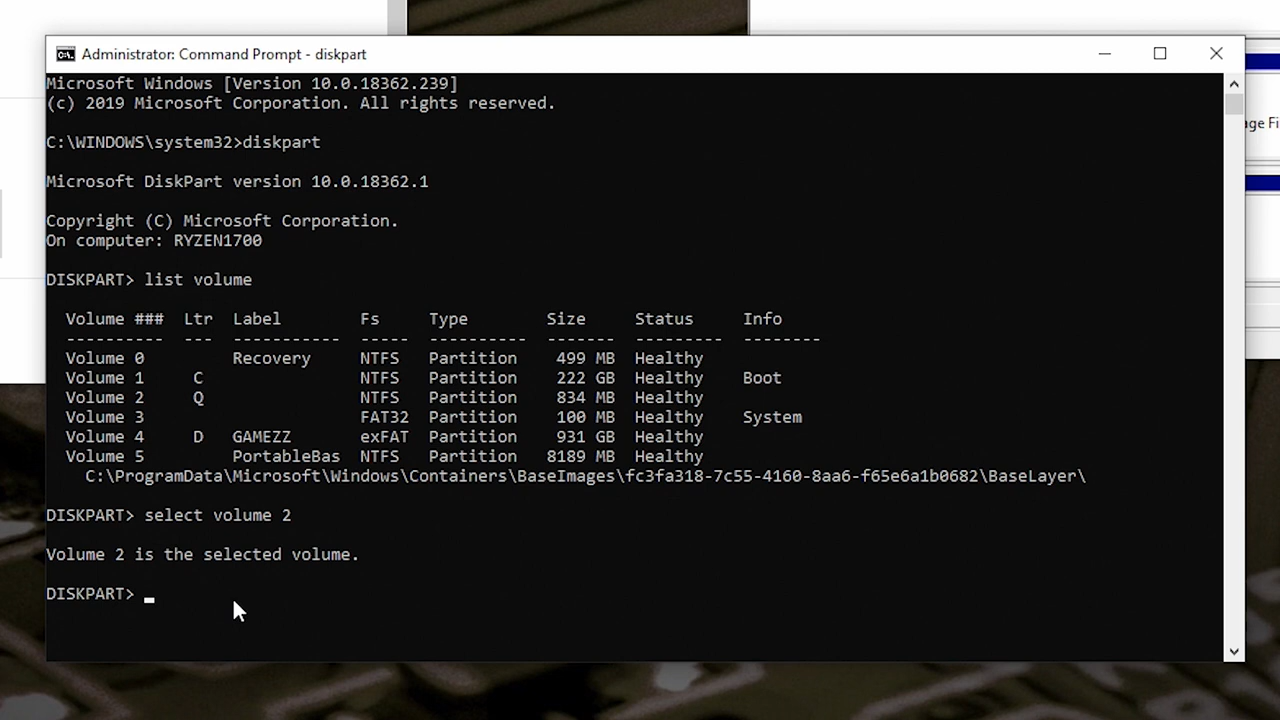 Administrator: Command Prompt - diskpart
Microsoft Windows [Version 10.0.18362.239]
(c) 2019 Microsoft Corporation. All rights reserved.
C:\WINDOWS\system32>diskpart
Microsoft DiskPart version 10.0.18362.1
Copyright (C) Microsoft Corporation.
On computer: RYZEN1700
DISKPART> list volume
Volume ### Ltr Label Fs Type Size Status Info
---------- --- ----------- ----- ---------- ------- --------- --------
Volume 0 Recovery NTFS Partition 499 MB Healthy
Volume 1 C NTFS Partition 222 GB Healthy Boot
Volume 2 Q NTFS Partition 834 MB Healthy
Volume 3 FAT32 Partition 100 MB Healthy System
Volume 4 D GAMEZZ exFAT Partition 931 GB Healthy
Volume 5 PortableBas NTFS Partition 8189 MB Healthy
C:\ProgramData\Microsoft\Windows\Containers\BaseImages\fc3fa318-7c55-4160-8aa6-f65e6a1b0682\BaseLayer\
DISKPART> select volume 2
Volume 2 is the selected volume.
DISKPART>